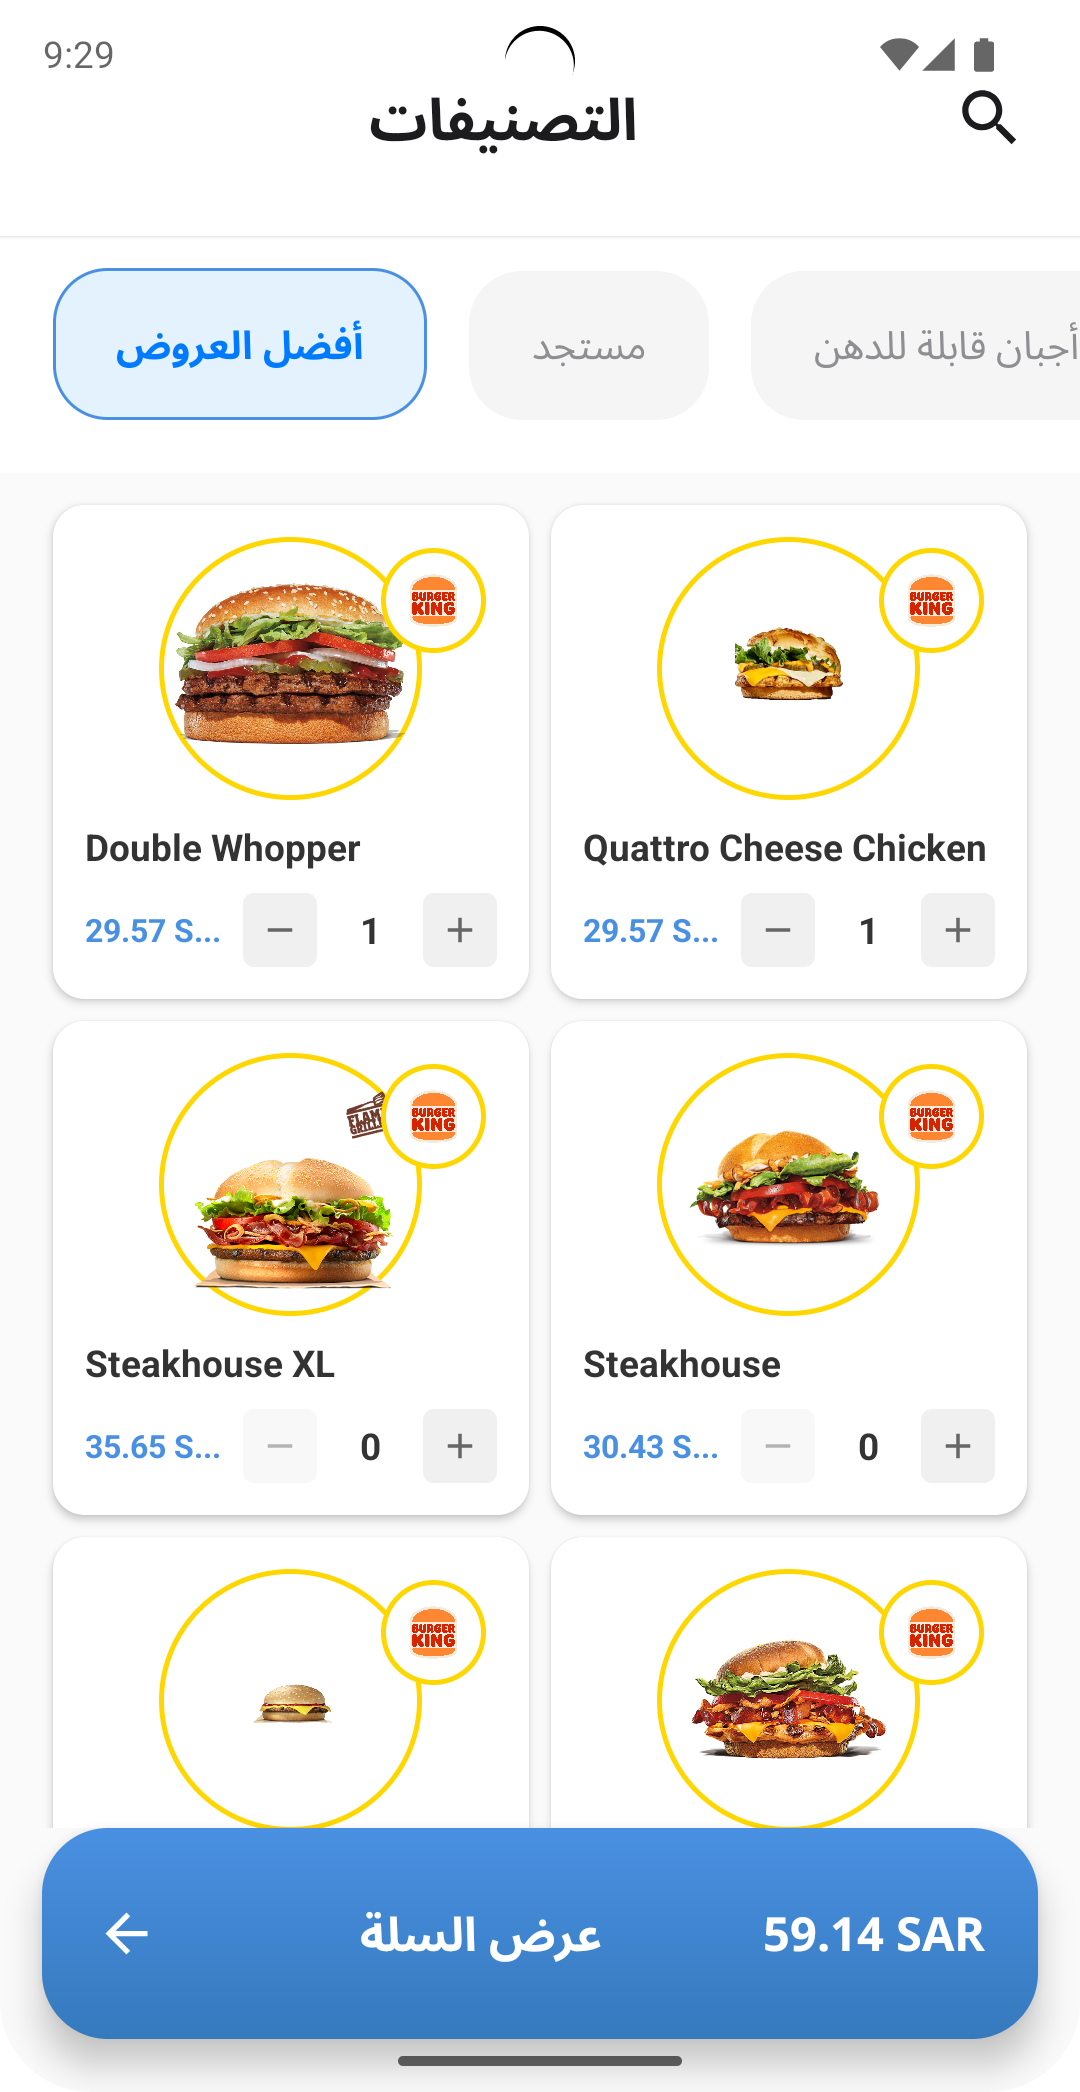 9:29
التصنيفات
أفضل العروض
مستجد
أجبان قابلة للدهن
BURGER KING
BURGER KING
Double Whopper
Quattro Cheese Chicken
29.57 S...
1
29.57 S...
1
BURGER KING
BURGER KING
Steakhouse XL
Steakhouse
35.65 S...
0
30.43 S...
0
BURGER KING
BURGER KING
عرض السلة
59.14 SAR